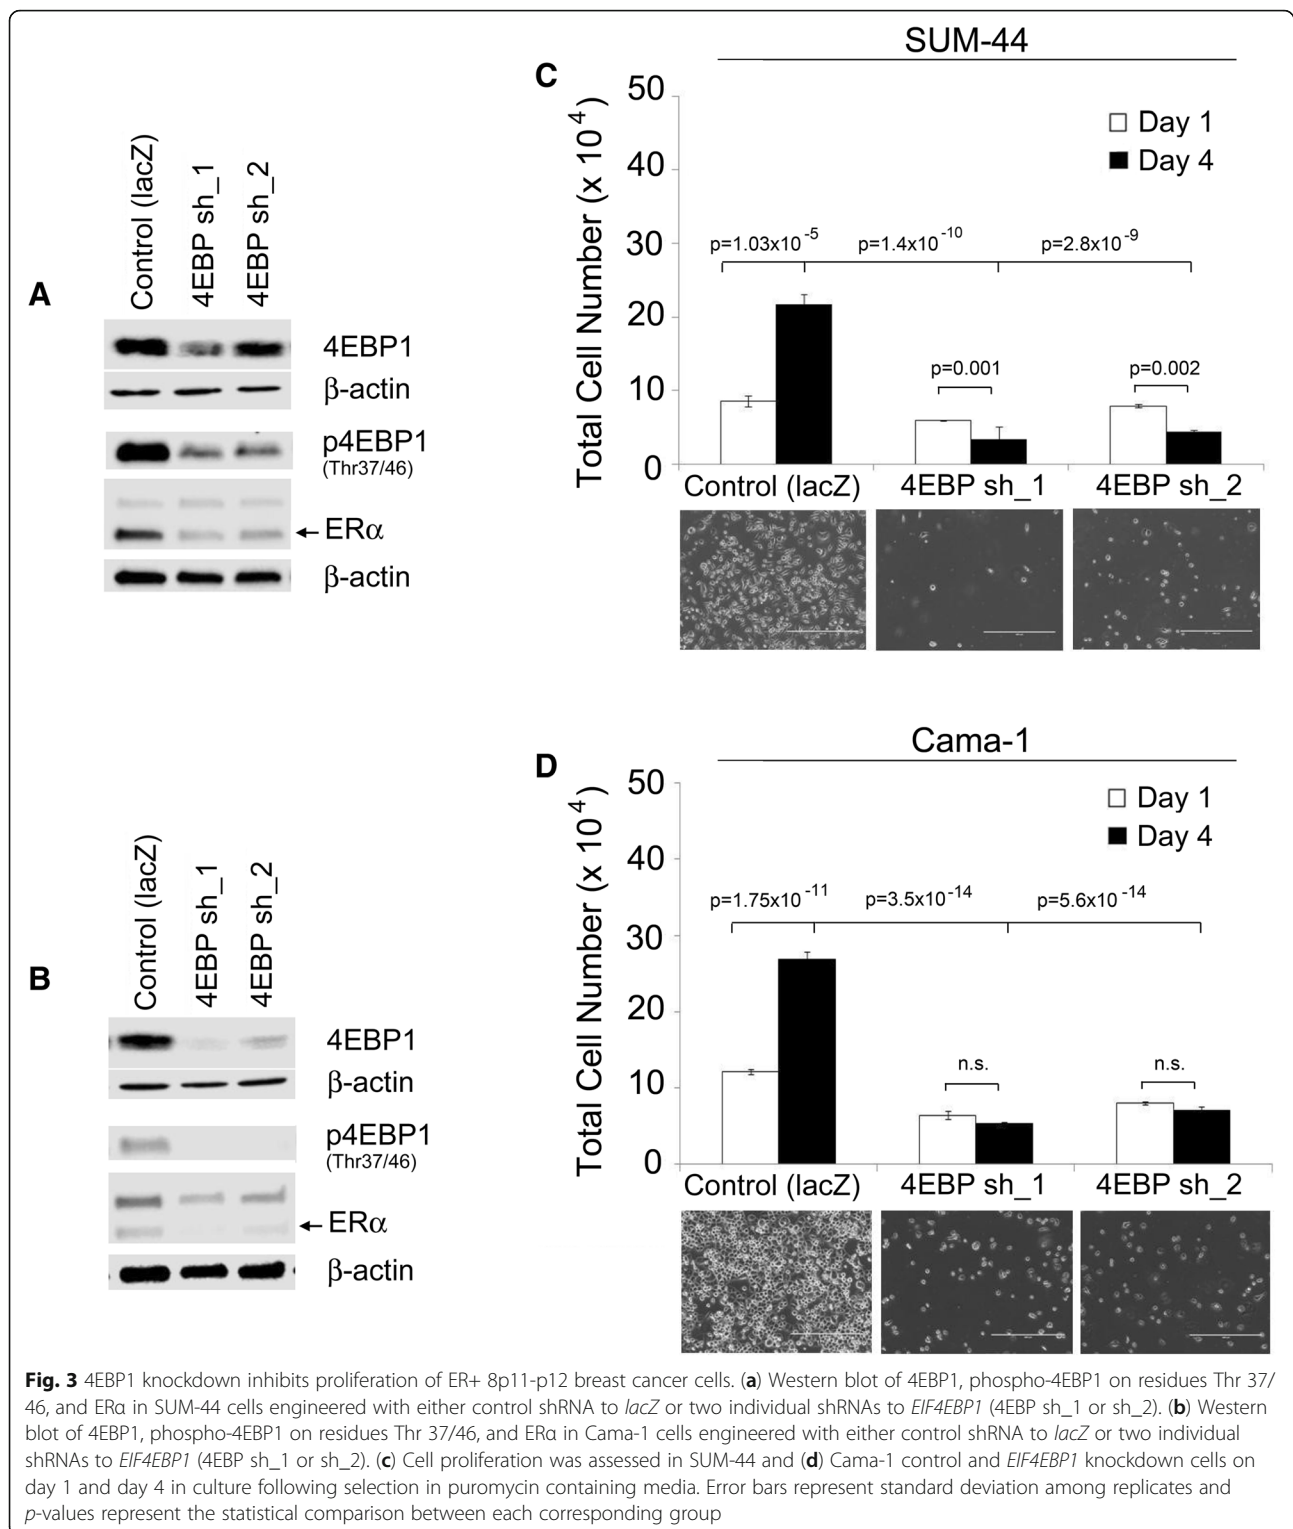 A
Control (lacZ)
4EBP sh_1
4EBP sh_2
4EBP1
β-actin
p4EBP1
(Thr37/46)
ERα
β-actin
SUM-44
C
Total Cell Number (x 10⁴)
50
40
30
20
10
0
Day 1
Day 4
p=1.03x10⁻⁵
p=1.4x10⁻¹⁰
p=2.8x10⁻⁹
p=0.001
p=0.002
Control (lacZ)
4EBP sh_1
4EBP sh_2
B
Control (lacZ)
4EBP sh_1
4EBP sh_2
4EBP1
β-actin
p4EBP1
(Thr37/46)
ERα
β-actin
Cama-1
D
Total Cell Number (x 10⁴)
50
40
30
20
10
0
Day 1
Day 4
p=1.75x10⁻¹¹
p=3.5x10⁻¹⁴
p=5.6x10⁻¹⁴
n.s.
n.s.
Control (lacZ)
4EBP sh_1
4EBP sh_2
Fig. 3 4EBP1 knockdown inhibits proliferation of ER+ 8p11-p12 breast cancer cells. (a) Western blot of 4EBP1, phospho-4EBP1 on residues Thr 37/
46, and ERα in SUM-44 cells engineered with either control shRNA to lacZ or two individual shRNAs to EIF4EBP1 (4EBP sh_1 or sh_2). (b) Western
blot of 4EBP1, phospho-4EBP1 on residues Thr 37/46, and ERα in Cama-1 cells engineered with either control shRNA to lacZ or two individual
shRNAs to EIF4EBP1 (4EBP sh_1 or sh_2). (c) Cell proliferation was assessed in SUM-44 and (d) Cama-1 control and EIF4EBP1 knockdown cells on
day 1 and day 4 in culture following selection in puromycin containing media. Error bars represent standard deviation among replicates and
p-values represent the statistical comparison between each corresponding group